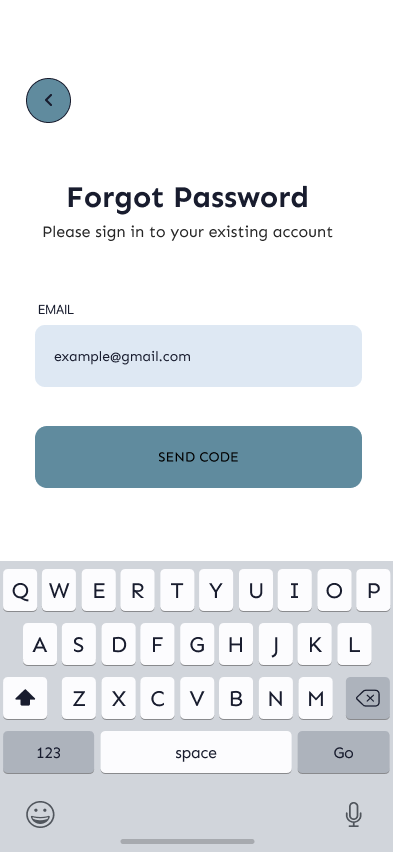 Forgot Password
Please sign in to your existing account
EMAIL
example@gmail.com
SEND CODE
Q W E R T Y U I O P
A S D F G H J K L
Z X C V B N M
123 space Go